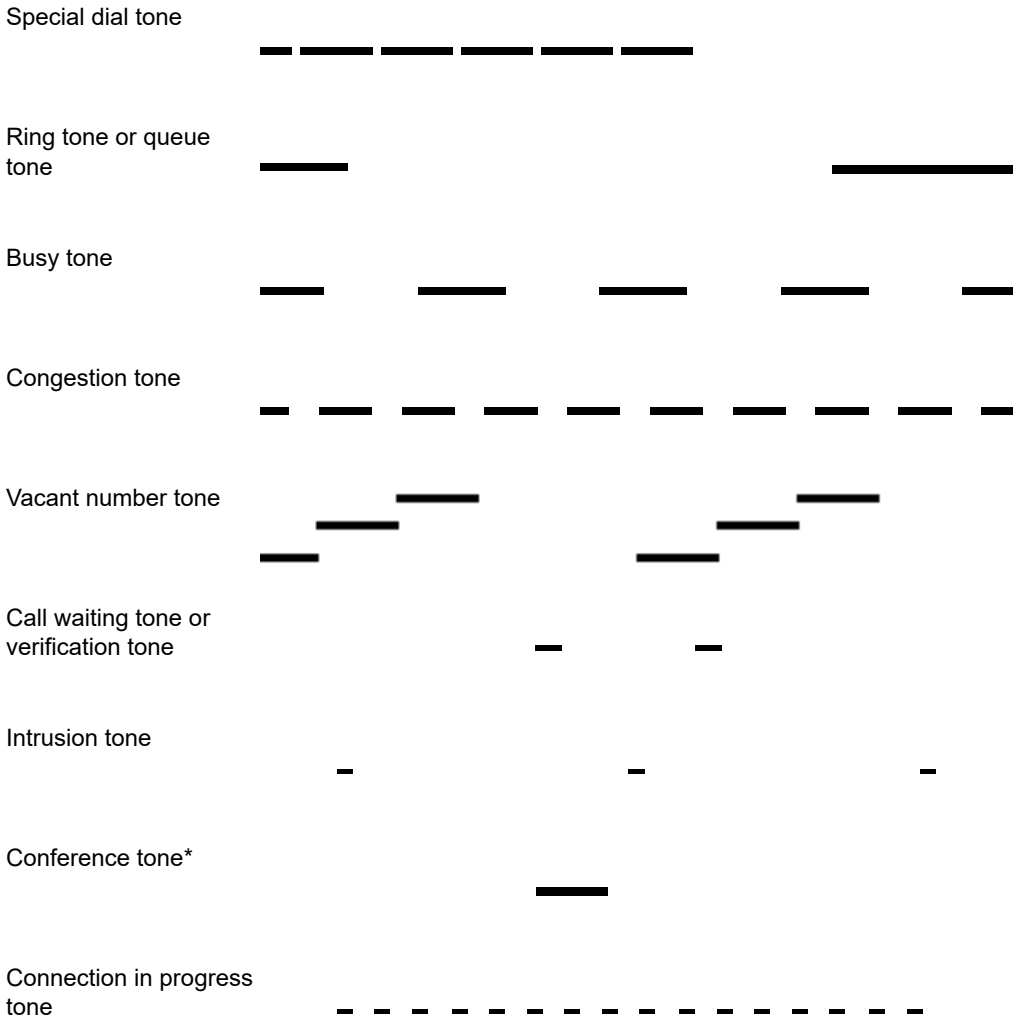 Special dial tone
Ring tone or queue
tone
Busy tone
Congestion tone
Vacant number tone
Call waiting tone or
verification tone
Intrusion tone
Conference tone*
Connection in progress
tone